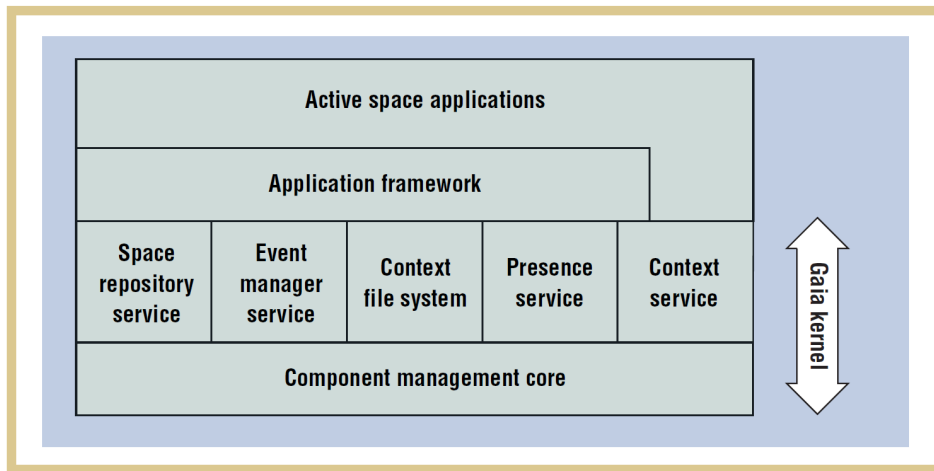 Active space applications
Application framework
Space
repository
service
Event
manager
service
Context
file system
Presence
service
Context
service
Component management core
Gaia kernel